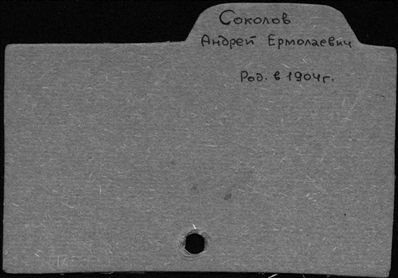 Соколов
Андрей Ермолаевич
Род. в 1904г.